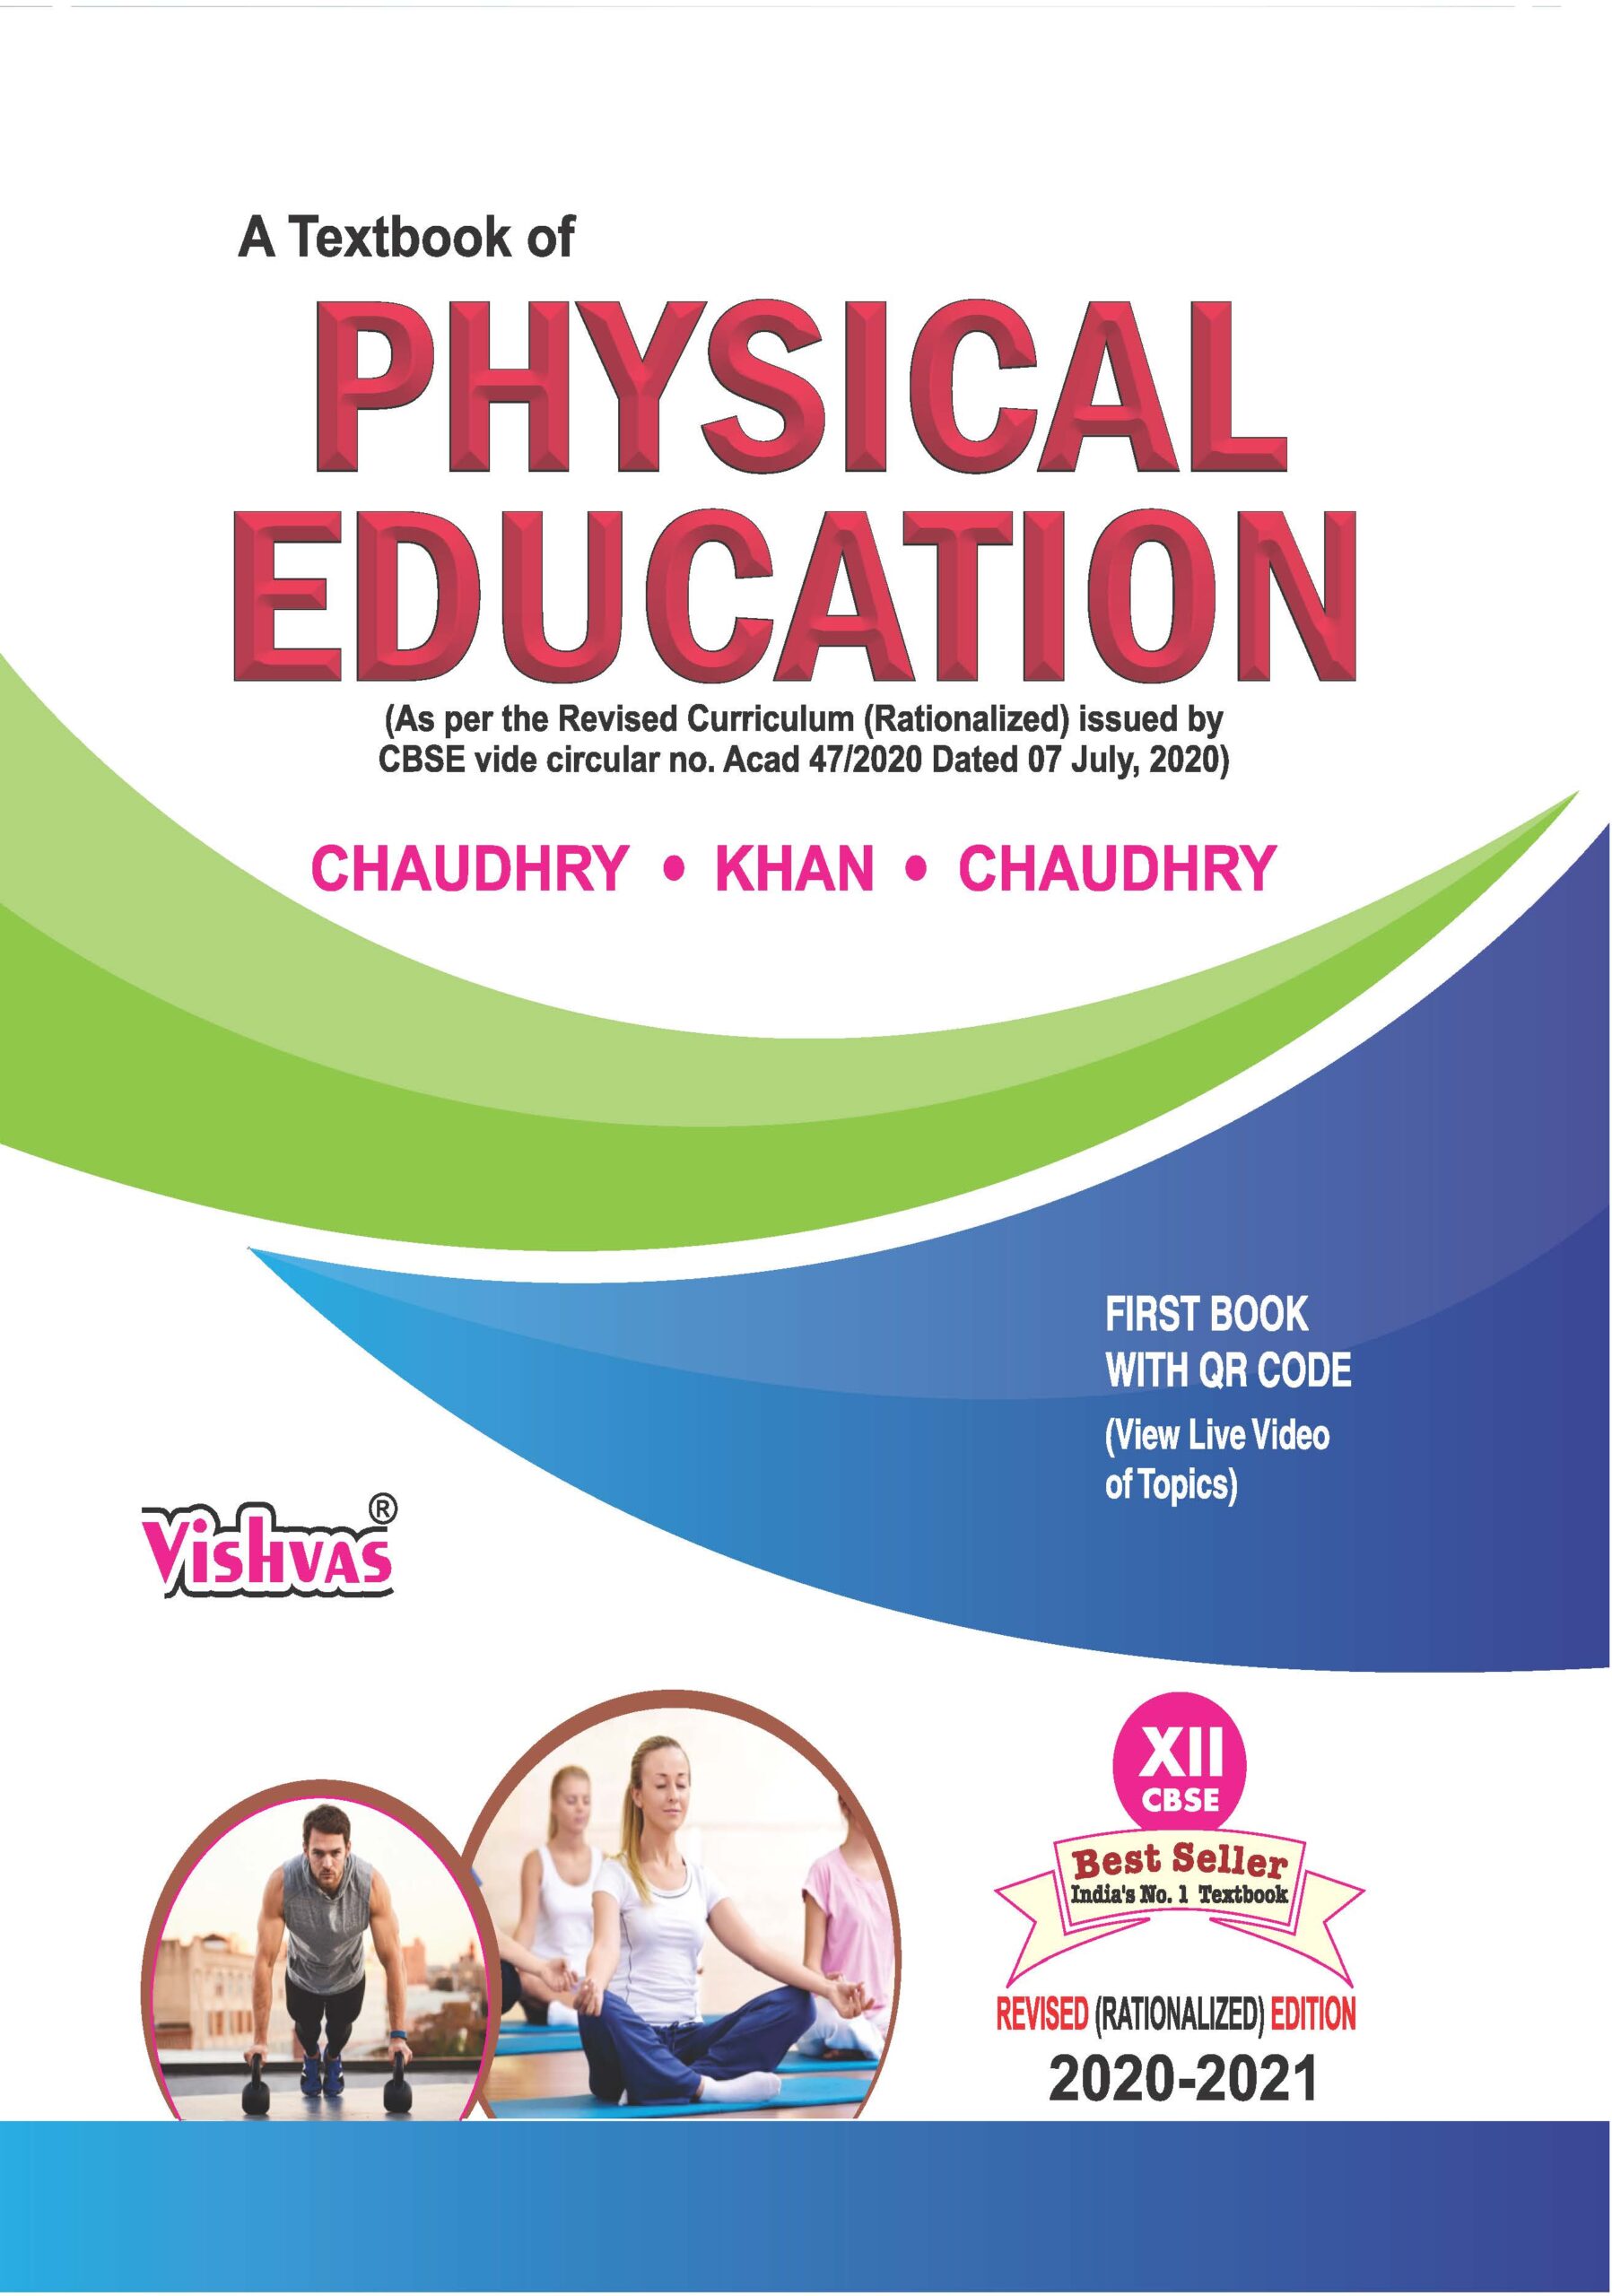 A Textbook of
PHYSICAL
EDUCATION
(As per the Revised Curriculum (Rationalized) issued by
CBSE vide circular no. Acad 47/2020 Dated 07 July, 2020)
CHAUDHRY • KHAN • CHAUDHRY
FIRST BOOK
WITH QR CODE
(View Live Video
of Topics)
Vishvas®
XII
CBSE
Best Seller
India's No. 1 Textbook
REVISED (RATIONALIZED) EDITION
2020-2021